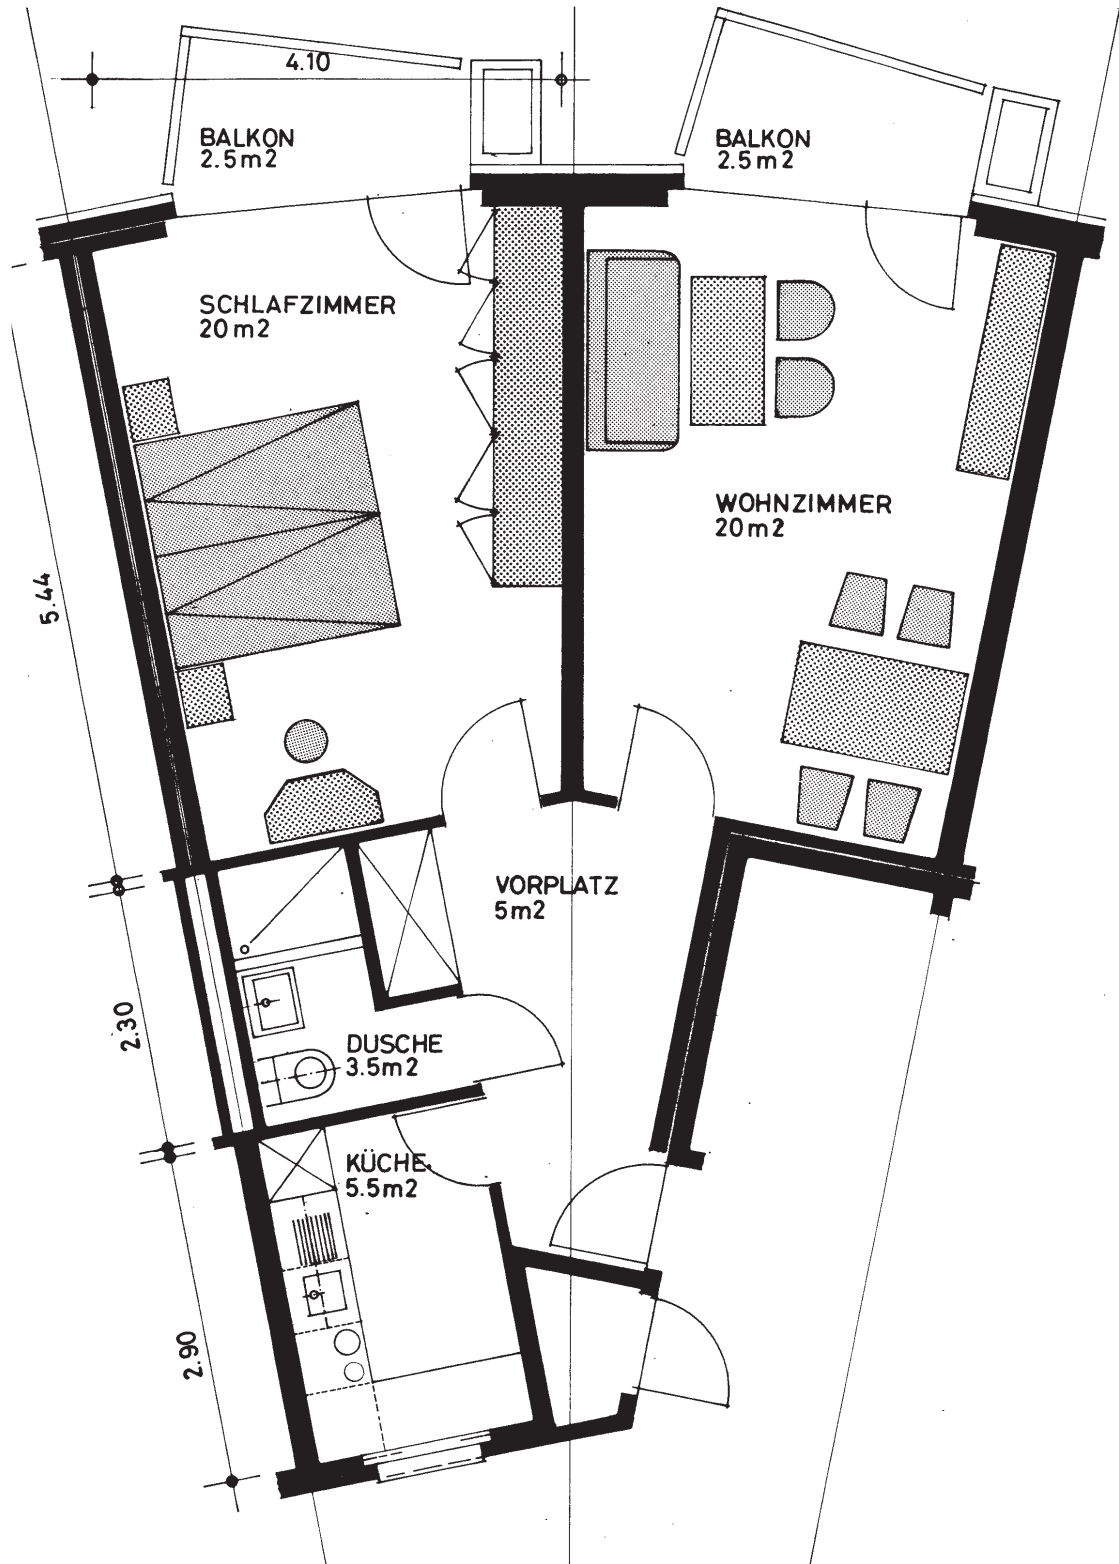 4.10
BALKON
2.5m2
BALKON
2.5m2
SCHLAFZIMMER
20m2
WOHNZIMMER
20m2
5.44
VORPLATZ
5m2
2.30
DUSCHE
3.5m2
KÜCHE
5.5m2
2.90